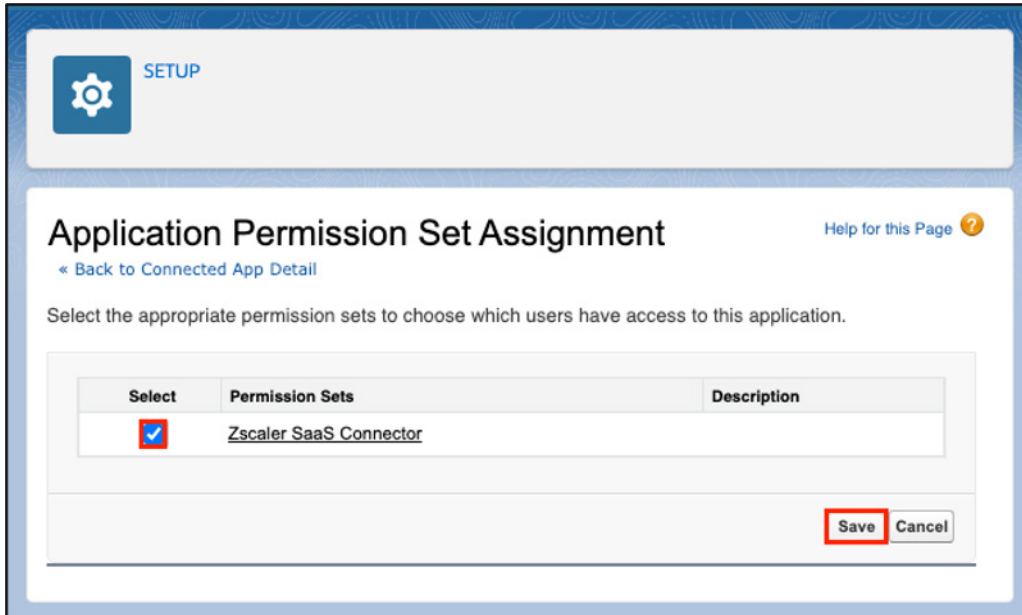 SETUP
Application Permission Set Assignment
Help for this Page ?
« Back to Connected App Detail
Select the appropriate permission sets to choose which users have access to this application.
Select Permission Sets Description
Zscaler SaaS Connector
Save Cancel